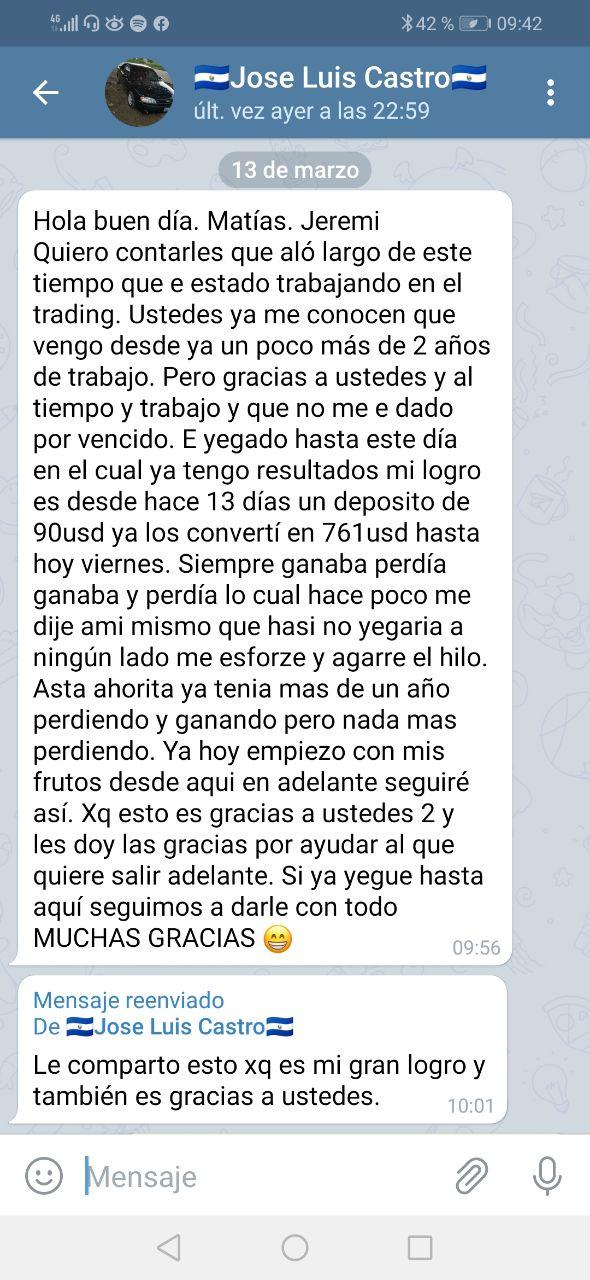 4G 42 % 09:42
🇸🇻Jose Luis Castro🇸🇻
últ. vez ayer a las 22:59
13 de marzo
Hola buen día. Matías. Jeremi
Quiero contarles que aló largo de este
tiempo que e estado trabajando en el
trading. Ustedes ya me conocen que
vengo desde ya un poco más de 2 años
de trabajo. Pero gracias a ustedes y al
tiempo y trabajo y que no me e dado
por vencido. E yegado hasta este día
en el cual ya tengo resultados mi logro
es desde hace 13 días un deposito de
90usd ya los convertí en 761usd hasta
hoy viernes. Siempre ganaba perdía
ganaba y perdía lo cual hace poco me
dije ami mismo que hasi no yegaria a
ningún lado me esforze y agarre el hilo.
Asta ahorita ya tenia mas de un año
perdiendo y ganando pero nada mas
perdiendo. Ya hoy empiezo con mis
frutos desde aqui en adelante seguiré
así. Xq esto es gracias a ustedes 2 y
les doy las gracias por ayudar al que
quiere salir adelante. Si ya yegue hasta
aquí seguimos a darle con todo
MUCHAS GRACIAS 😁
09:56
Mensaje reenviado
De 🇸🇻Jose Luis Castro🇸🇻
Le comparto esto xq es mi gran logro y
también es gracias a ustedes.
10:01
Mensaje